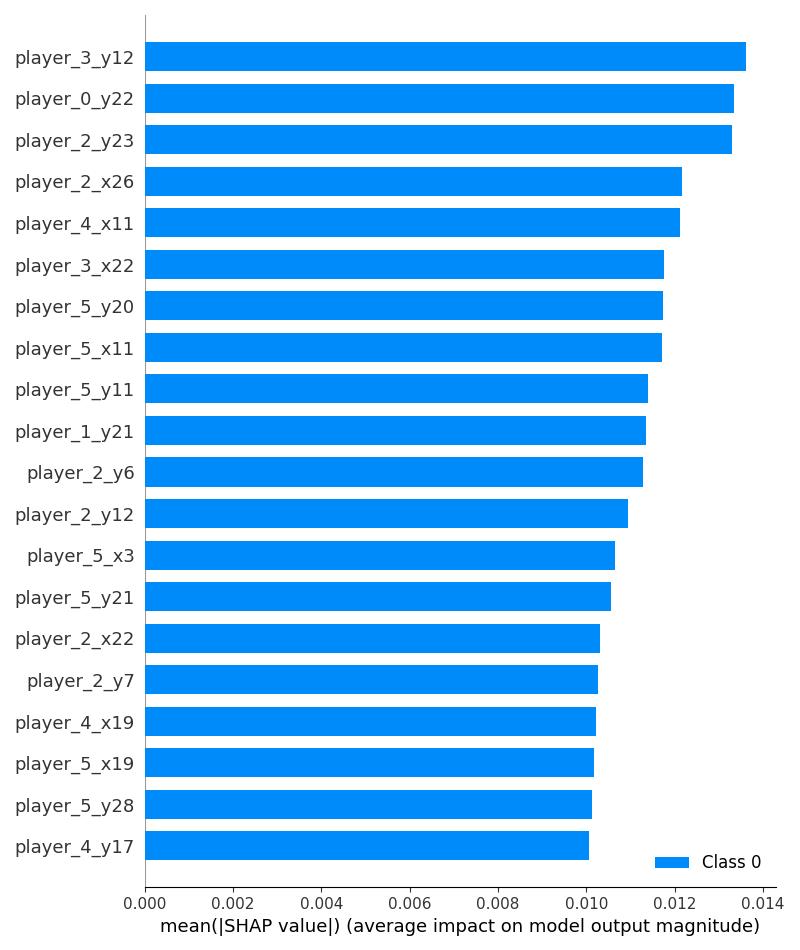 player_3_y12
player_0_y22
player_2_y23
player_2_x26
player_4_x11
player_3_x22
player_5_y20
player_5_x11
player_5_y11
player_1_y21
player_2_y6
player_2_y12
player_5_x3
player_5_y21
player_2_x22
player_2_y7
player_4_x19
player_5_x19
player_5_y28
player_4_y17
Class 0
0.000 0.002 0.004 0.006 0.008 0.010 0.012 0.014
mean(|SHAP value|) (average impact on model output magnitude)